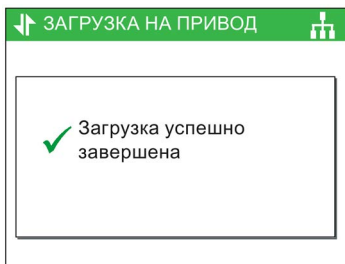 ЗАГРУЗКА НА ПРИВОД
Загрузка успешно
завершена